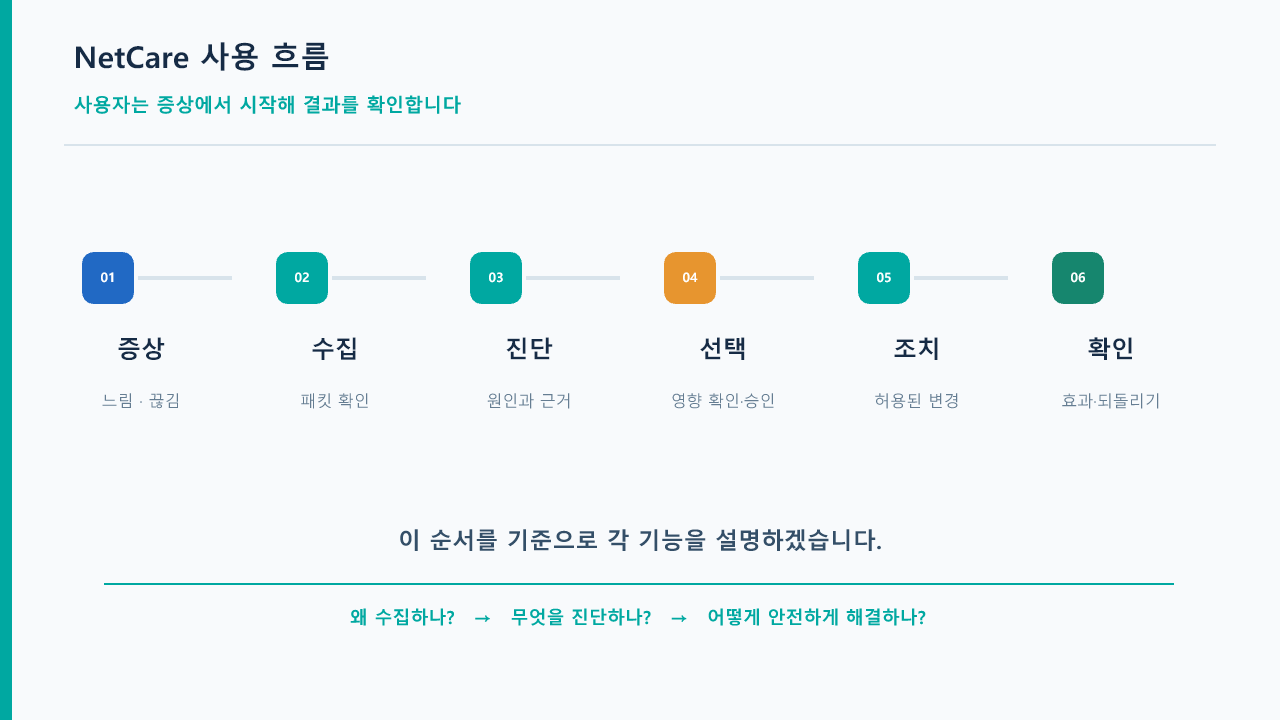 NetCare 사용 흐름
사용자는 증상에서 시작해 결과를 확인합니다
01 02 03 04 05 06
증상 수집 진단 선택 조치 확인
느림 · 끊김 패킷 확인 원인과 근거 영향 확인·승인 허용된 변경 효과·되돌리기
이 순서를 기준으로 각 기능을 설명하겠습니다.
왜 수집하나? → 무엇을 진단하나? → 어떻게 안전하게 해결하나?